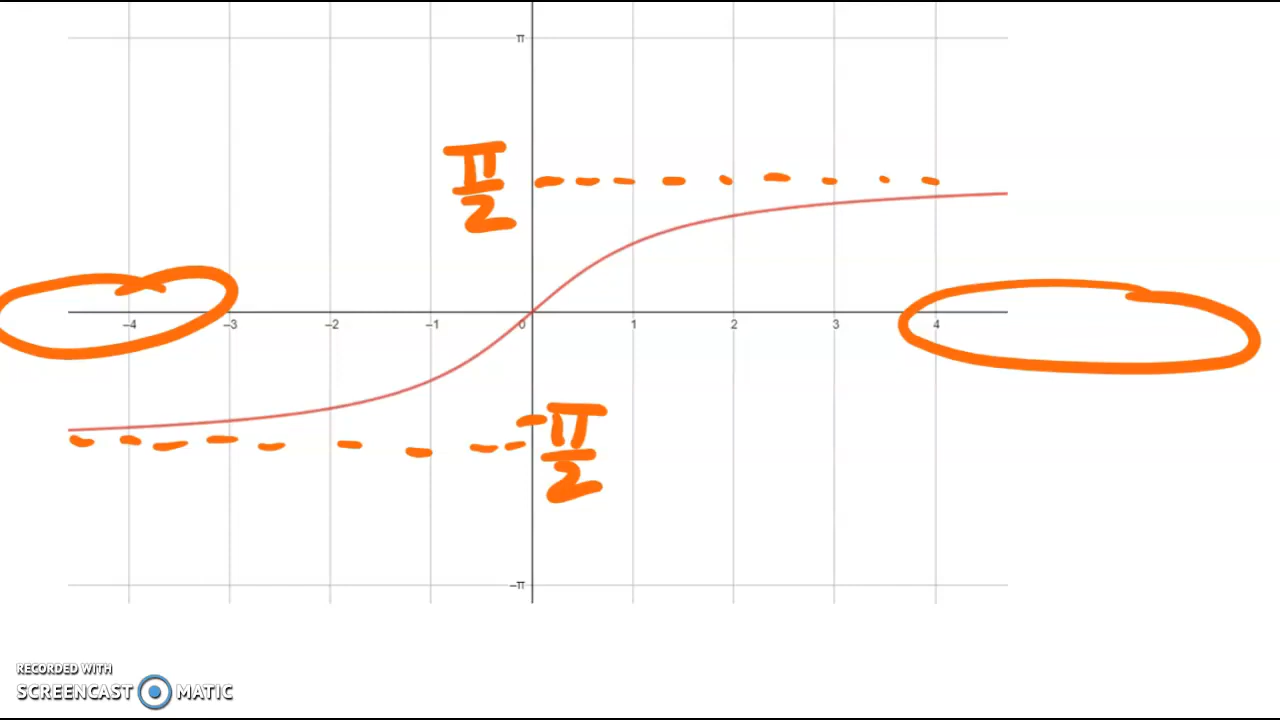 π
π
2
–4 –3 –2 –1 0 1 2 3 4
-π
2
–π
RECORDED WITH
SCREENCAST MATIC